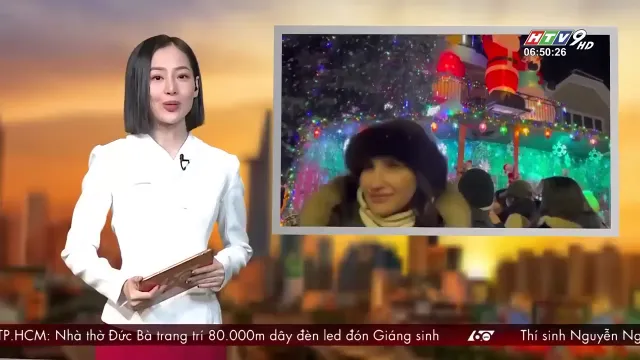 HTV9 HD
06:50:26
TP.HCM: Nhà thờ Đức Bà trang trí 80.000m dây đèn led đón Giáng sinh
Thí sinh Nguyễn Ng